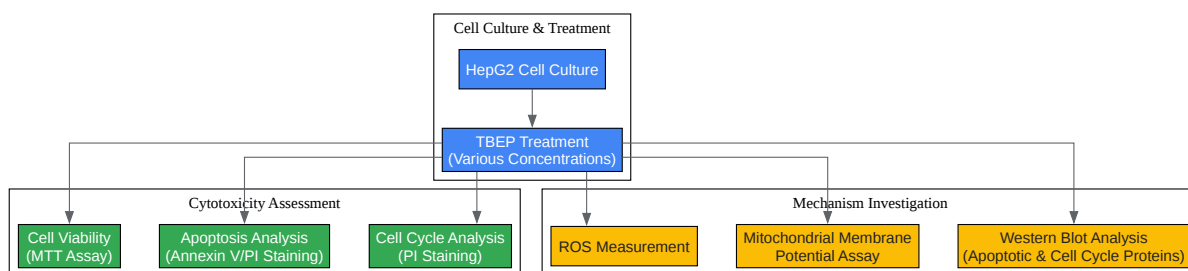 Cell Culture & Treatment
HepG2 Cell Culture
TBEP Treatment
(Various Concentrations)
Cytotoxicity Assessment
Cell Viability
(MTT Assay)
Apoptosis Analysis
(Annexin V/PI Staining)
Cell Cycle Analysis
(PI Staining)
Mechanism Investigation
ROS Measurement
Mitochondrial Membrane
Potential Assay
Western Blot Analysis
(Apoptotic & Cell Cycle Proteins)